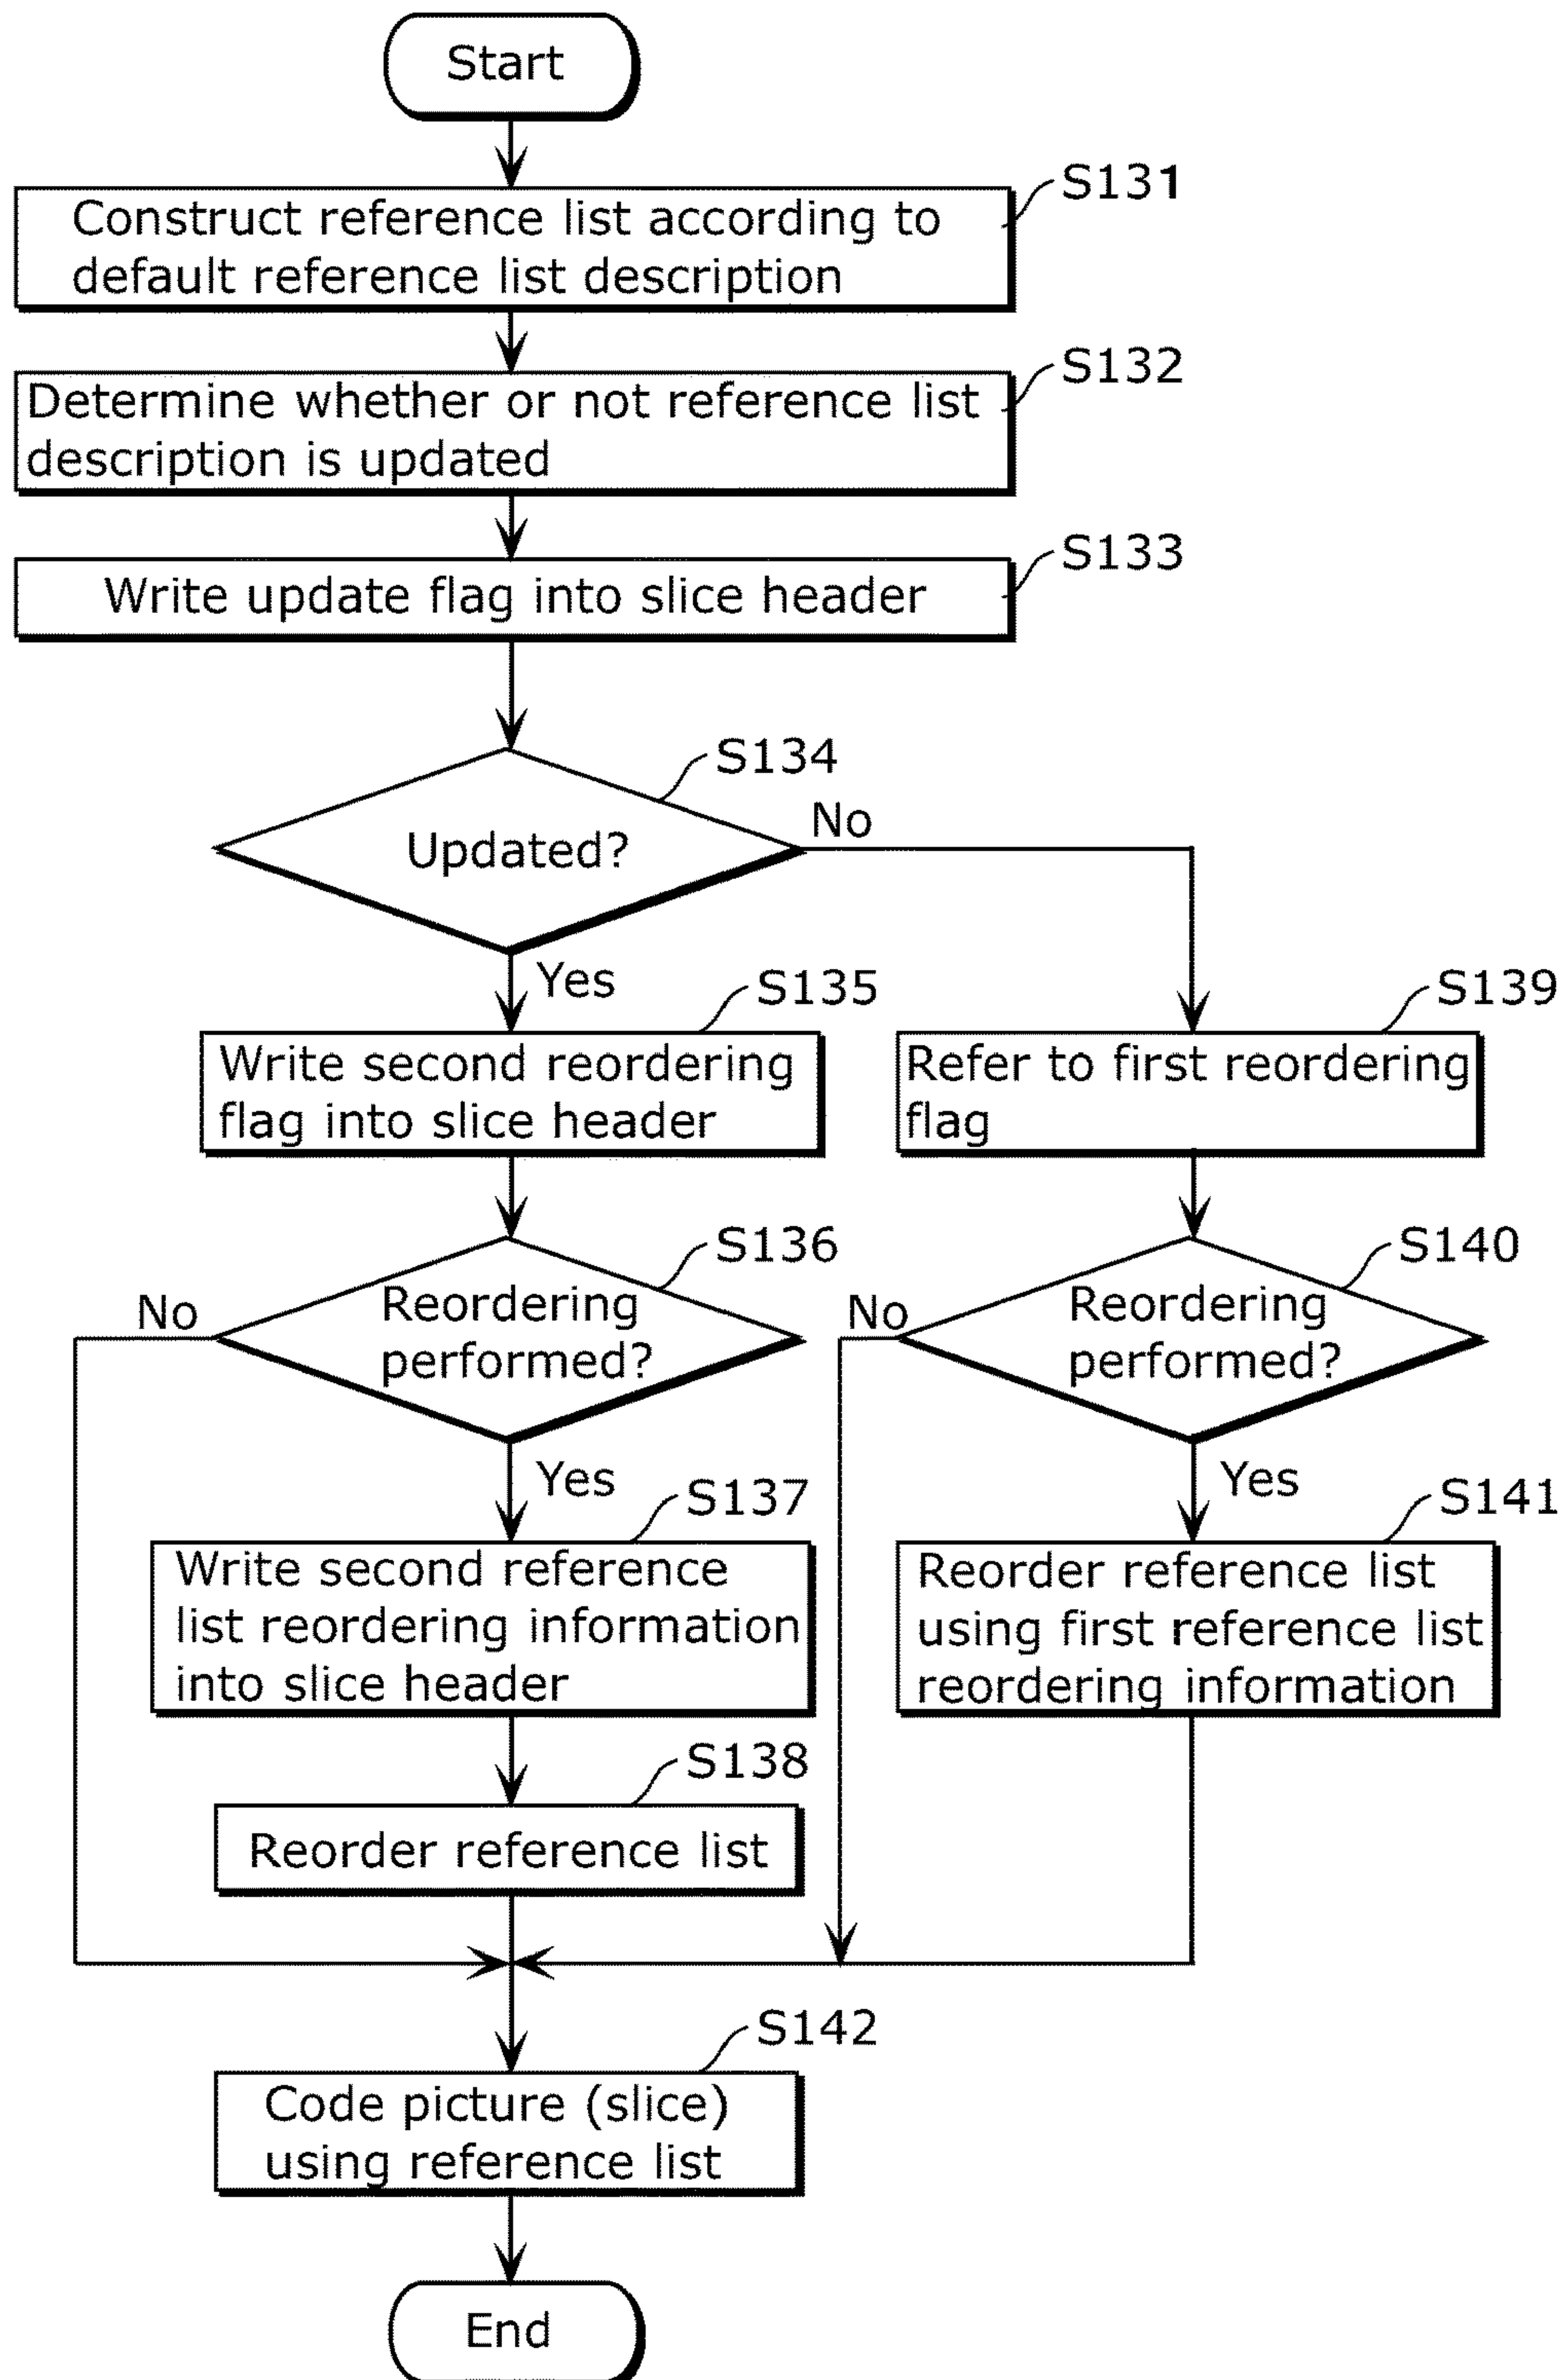 Start
S131
Construct reference list according to
default reference list description
S132
Determine whether or not reference list
description is updated
S133
Write update flag into slice header
S134
Updated?
No
Yes
S135
Write second reordering
flag into slice header
S139
Refer to first reordering
flag
S136
Reordering
performed?
No
Yes
S140
Reordering
performed?
No
Yes
S137
Write second reference
list reordering information
into slice header
S141
Reorder reference list
using first reference list
reordering information
S138
Reorder reference list
S142
Code picture (slice)
using reference list
End